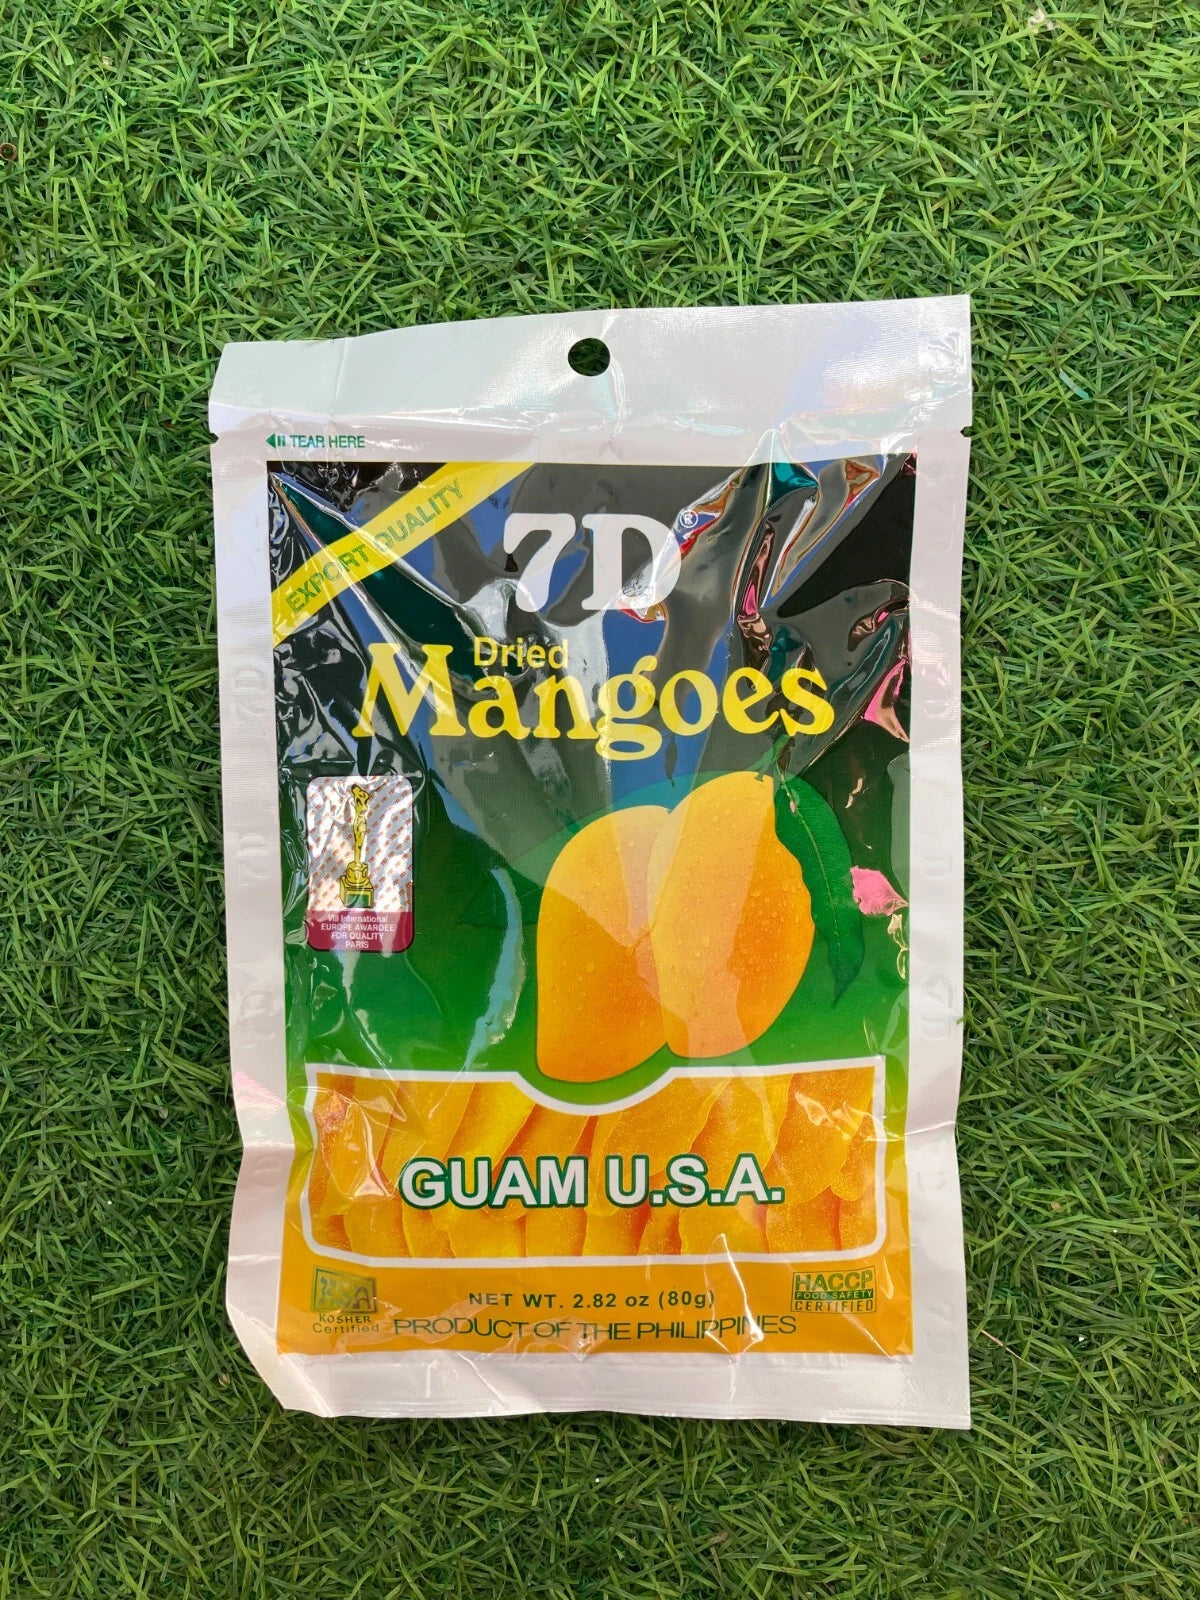 TEAR HERE
EXPORT QUALITY
7D®
Dried
Mangoes
VIII International
EUROPE AWARDEE
FOR QUALITY
PARIS
GUAM U.S.A.
KOSHER
Certified
NET WT. 2.82 oz (80g)
PRODUCT OF THE PHILIPPINES
HACCP
FOOD SAFETY
CERTIFIED